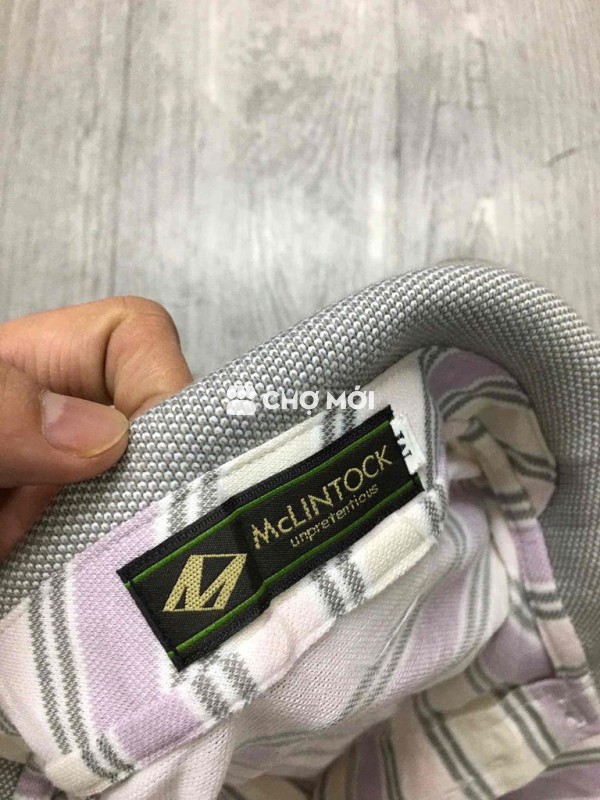 CHỢ MỚI
McLINTOCK
unpretentious
M